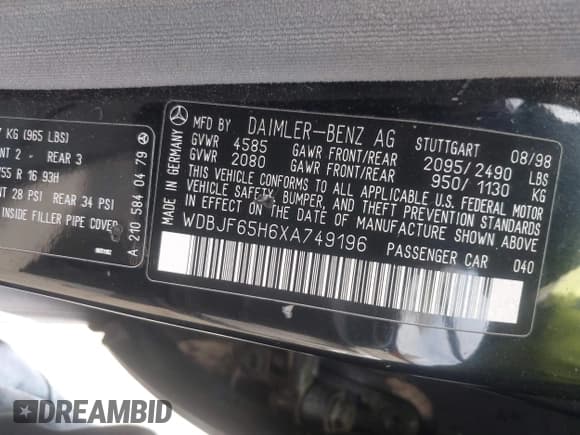 7 KG (965 LBS)
NT 2 - REAR 3
/55 R 16 93H
NT 28 PSI REAR 34 PSI
INSIDE FILLER PIPE COVER
A 210 584 04 79
MADE IN GERMANY
MFD. BY DAIMLER-BENZ AG STUTTGART 08/98
GVWR 4585 GAWR FRONT/REAR 2095/2490 LBS
GVWR 2080 GAWR FRONT/REAR 950/1130 KG
THIS VEHICLE CONFORMS TO ALL APPLICABLE U.S. FEDERAL MOTOR
VEHICLE SAFETY, BUMPER, AND THEFT PREVENTION STANDARDS
IN EFFECT ON THE DATE OF MANUFACTURE SHOWN ABOVE.
WDBJF65H6XA749196 PASSENGER CAR 040
DREAMBID